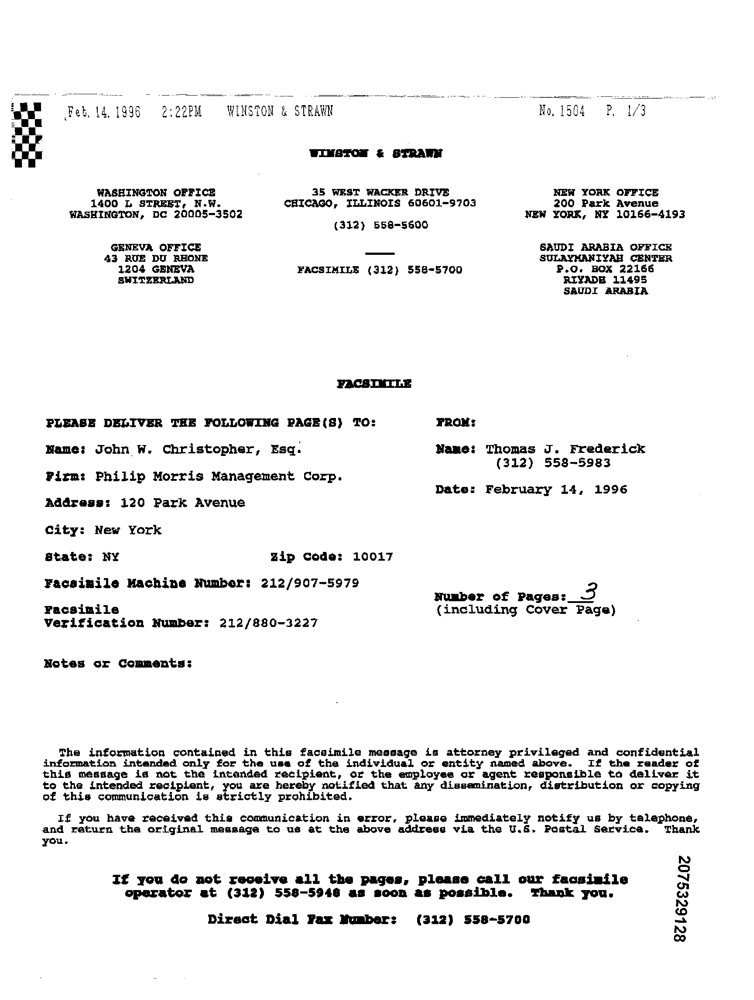 Feb. 14. 1996 2:22PM WINSTON & STRAWN No. 1504 P. 1/3
WINSTON & STRAWN
WASHINGTON OFFICE
1400 L STREET, N.W.
WASHINGTON, DC 20005-3502
35 WEST WACKER DRIVE
CHICAGO, ILLINOIS 60601-9703
(312) 558-5600
NEW YORK OFFICE
200 Park Avenue
NEW YORK, NY 10166-4193
GENEVA OFFICE
43 RUE DU RHONE
1204 GENEVA
SWITZERLAND
FACSIMILE (312) 558-5700
SAUDI ARABIA OFFICE
SULAYMANIYAH CENTER
P.O. BOX 22166
RIYADH 11495
SAUDI ARABIA
FACSIMILE
PLEASE DELIVER THE FOLLOWING PAGE(S) TO:
FROM:
Name: John W. Christopher, Esq.
Name: Thomas J. Frederick
(312) 558-5983
Firm: Philip Morris Management Corp.
Date: February 14, 1996
Address: 120 Park Avenue
City: New York
State: NY Zip Code: 10017
Facsimile Machine Number: 212/907-5979
Number of Pages: 3
(including Cover Page)
Facsimile
Verification Number: 212/880-3227
Notes or Comments:
The information contained in this facsimile message is attorney privileged and confidential
information intended only for the use of the individual or entity named above. If the reader of
this message is not the intended recipient, or the employee or agent responsible to deliver it
to the intended recipient, you are hereby notified that any dissemination, distribution or copying
of this communication is strictly prohibited.
If you have received this communication in error, please immediately notify us by telephone,
and return the original message to us at the above address via the U.S. Postal Service. Thank
you.
If you do not receive all the pages, please call our facsimile
operator at (312) 558-5948 as soon as possible. Thank you.
Direct Dial Fax Number: (312) 558-5700
2075329128